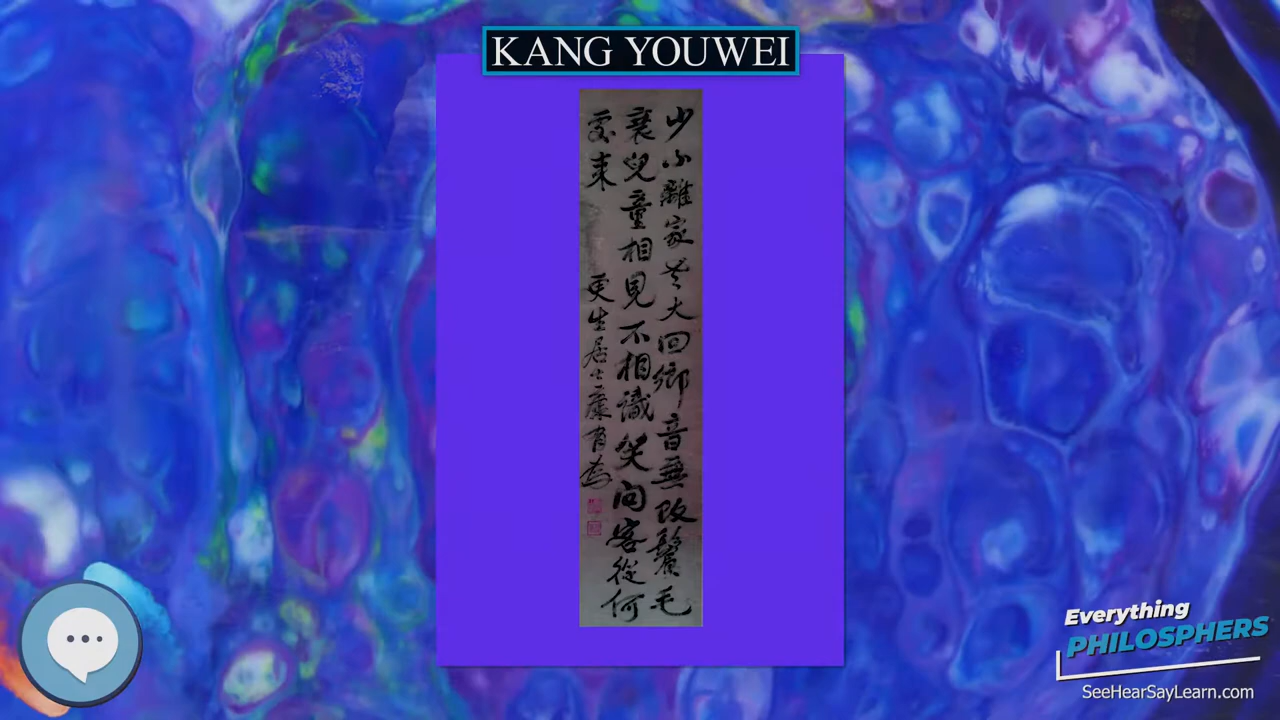 KANG YOUWEI
少小離家老大回鄉音無改鬢毛
衰兒童相見不相識笑問客從何
處来
更生居士康有為
Everything
PHILOSPHERS
SeeHearSayLearn.com